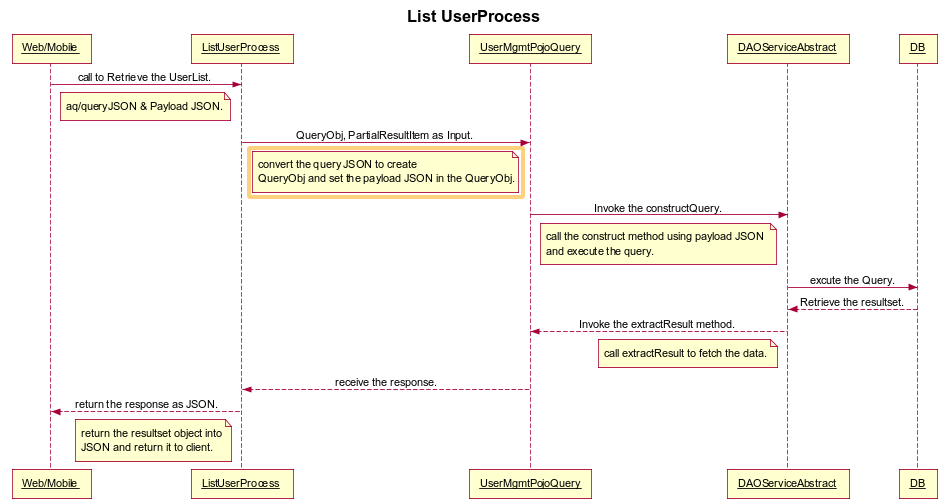 List UserProcess
Web/Mobile
ListUserProcess
UserMgmtPojoQuery
DAOServiceAbstract
DB
call to Retrieve the UserList.
aq/queryJSON & Payload JSON.
QueryObj, PartialResultItem as Input.
convert the queryJSON to create
QueryObj and set the payload JSON in the QueryObj.
Invoke the constructQuery.
call the construct method using payload JSON
and execute the query.
excute the Query.
Retrieve the resultset.
Invoke the extractResult method.
call extractResult to fetch the data.
receive the response.
return the response as JSON.
return the resultset object into
JSON and return it to client.
Web/Mobile
ListUserProcess
UserMgmtPojoQuery
DAOServiceAbstract
DB